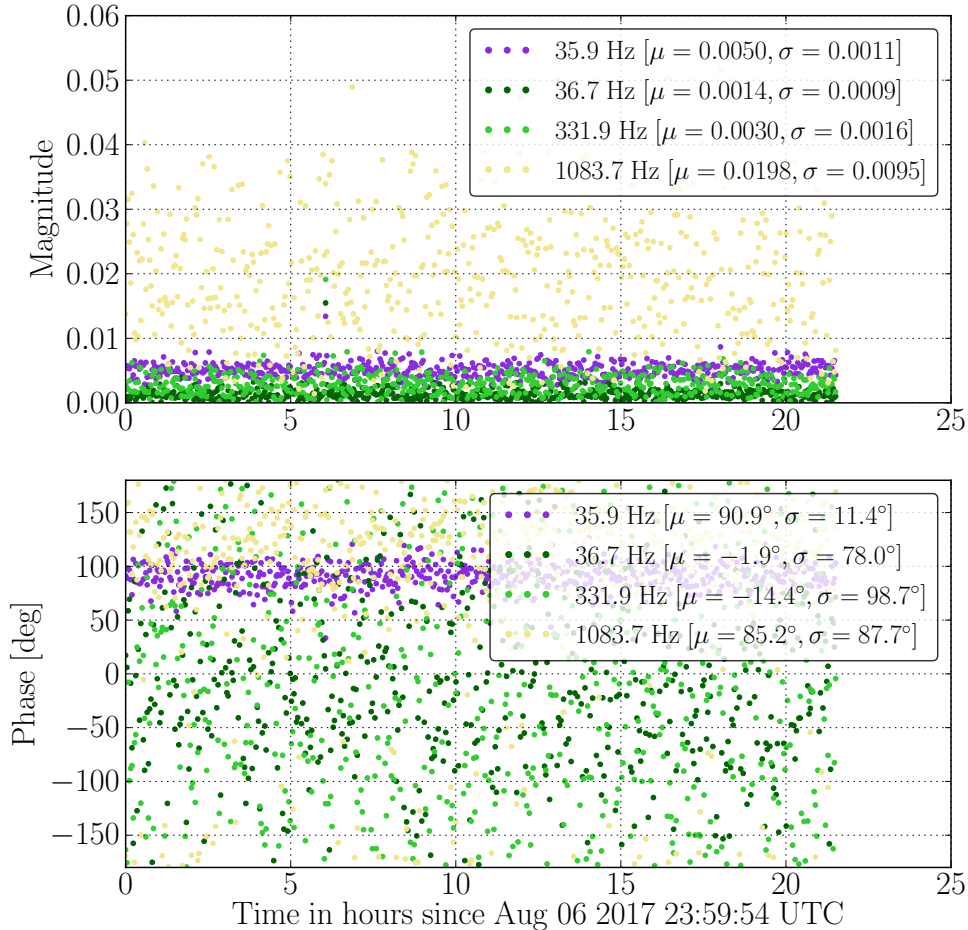 0.06
0.05
0.04
0.03
0.02
0.01
0.00
Magnitude
35.9 Hz [μ = 0.0050, σ = 0.0011]
36.7 Hz [μ = 0.0014, σ = 0.0009]
331.9 Hz [μ = 0.0030, σ = 0.0016]
1083.7 Hz [μ = 0.0198, σ = 0.0095]
0 5 10 15 20 25
150
100
50
0
−50
−100
−150
Phase [deg]
35.9 Hz [μ = 90.9°, σ = 11.4°]
36.7 Hz [μ = −1.9°, σ = 78.0°]
331.9 Hz [μ = −14.4°, σ = 98.7°]
1083.7 Hz [μ = 85.2°, σ = 87.7°]
0 5 10 15 20 25
Time in hours since Aug 06 2017 23:59:54 UTC